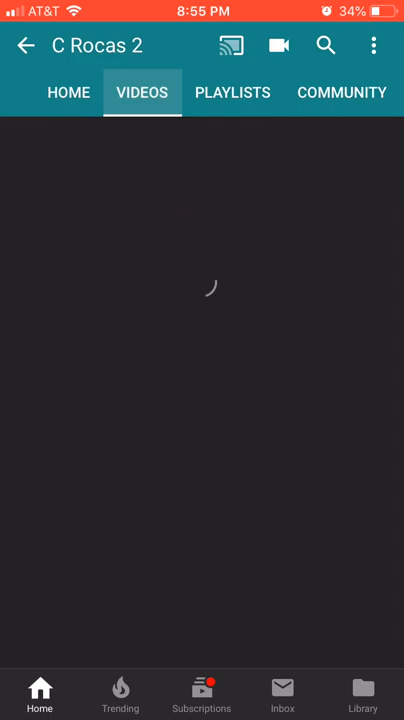 AT&T 8:55 PM 34%
C Rocas 2
HOME VIDEOS PLAYLISTS COMMUNITY
Home Trending Subscriptions Inbox Library